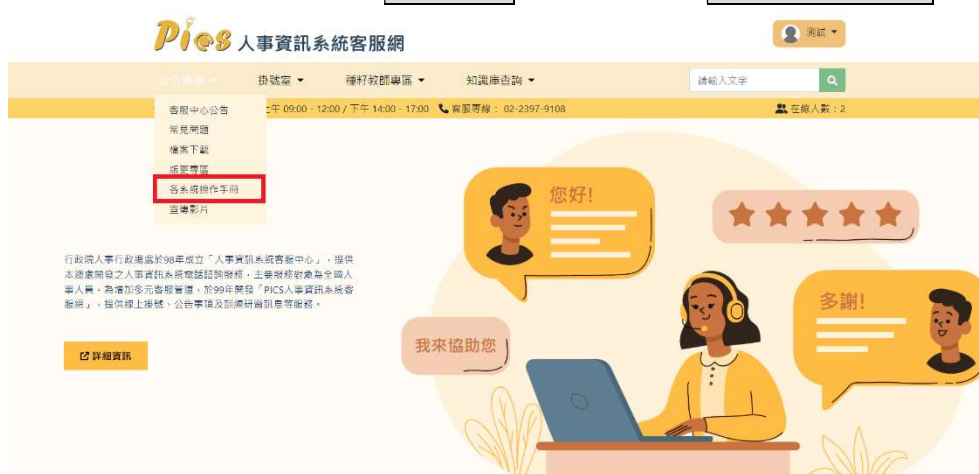 Pics 人事資訊系統客服網
測試
掛號室
種籽教師專區
知識庫查詢
請輸入文字
客服中心公告
常見問題
檔案下載
版更專區
各系統操作手冊
宣傳影片
上午 09:00 - 12:00 / 下午 14:00 - 17:00
客服專線： 02-2397-9108
在線人數：2
您好!
行政院人事行政總處於98年成立「人事資訊系統客服中心」，提供
本總處開發之人事資訊系統電話諮詢服務，主要服務對象為全國人
事人員。為增加多元客服管道，於99年開發「PICS人事資訊系統客
服網」，提供線上掛號、公告事項及訓練研習訊息等服務。
多謝!
我來協助您
詳細資訊